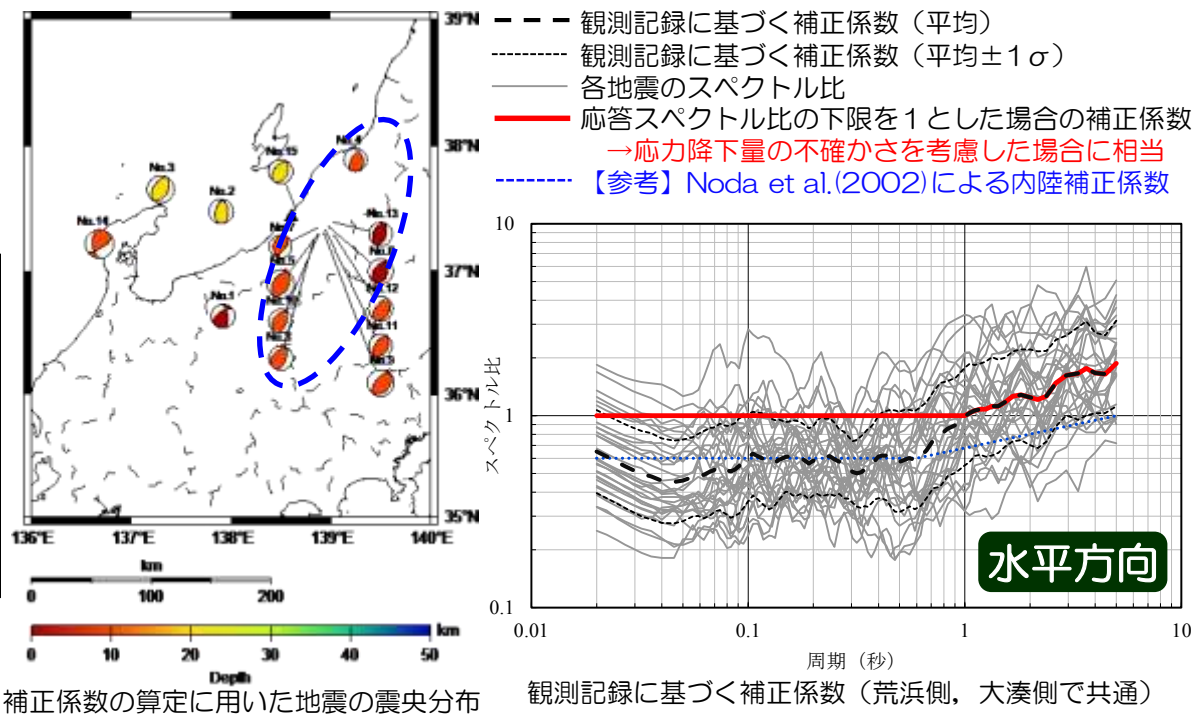 観測記録に基づく補正係数（平均）
観測記録に基づく補正係数（平均±１σ）
各地震のスペクトル比
応答スペクトル比の下限を１とした場合の補正係数
→応力降下量の不確かさを考慮した場合に相当
【参考】Noda et al.(2002)による内陸補正係数
39°N
38°N
37°N
36°N
35°N
136°E 137°E 138°E 139°E 140°E
No.4
No.15
No.3
No.2
No.14
No.13
No.5
No.12
No.1
No.10
No.11
No.9
km
0 100 200
km
0 10 20 30 40 50
Depth
補正係数の算定に用いた地震の震央分布
10
1
0.1
スペクトル比
水平方向
0.01 0.1 1 10
周期（秒）
観測記録に基づく補正係数（荒浜側，大湊側で共通）